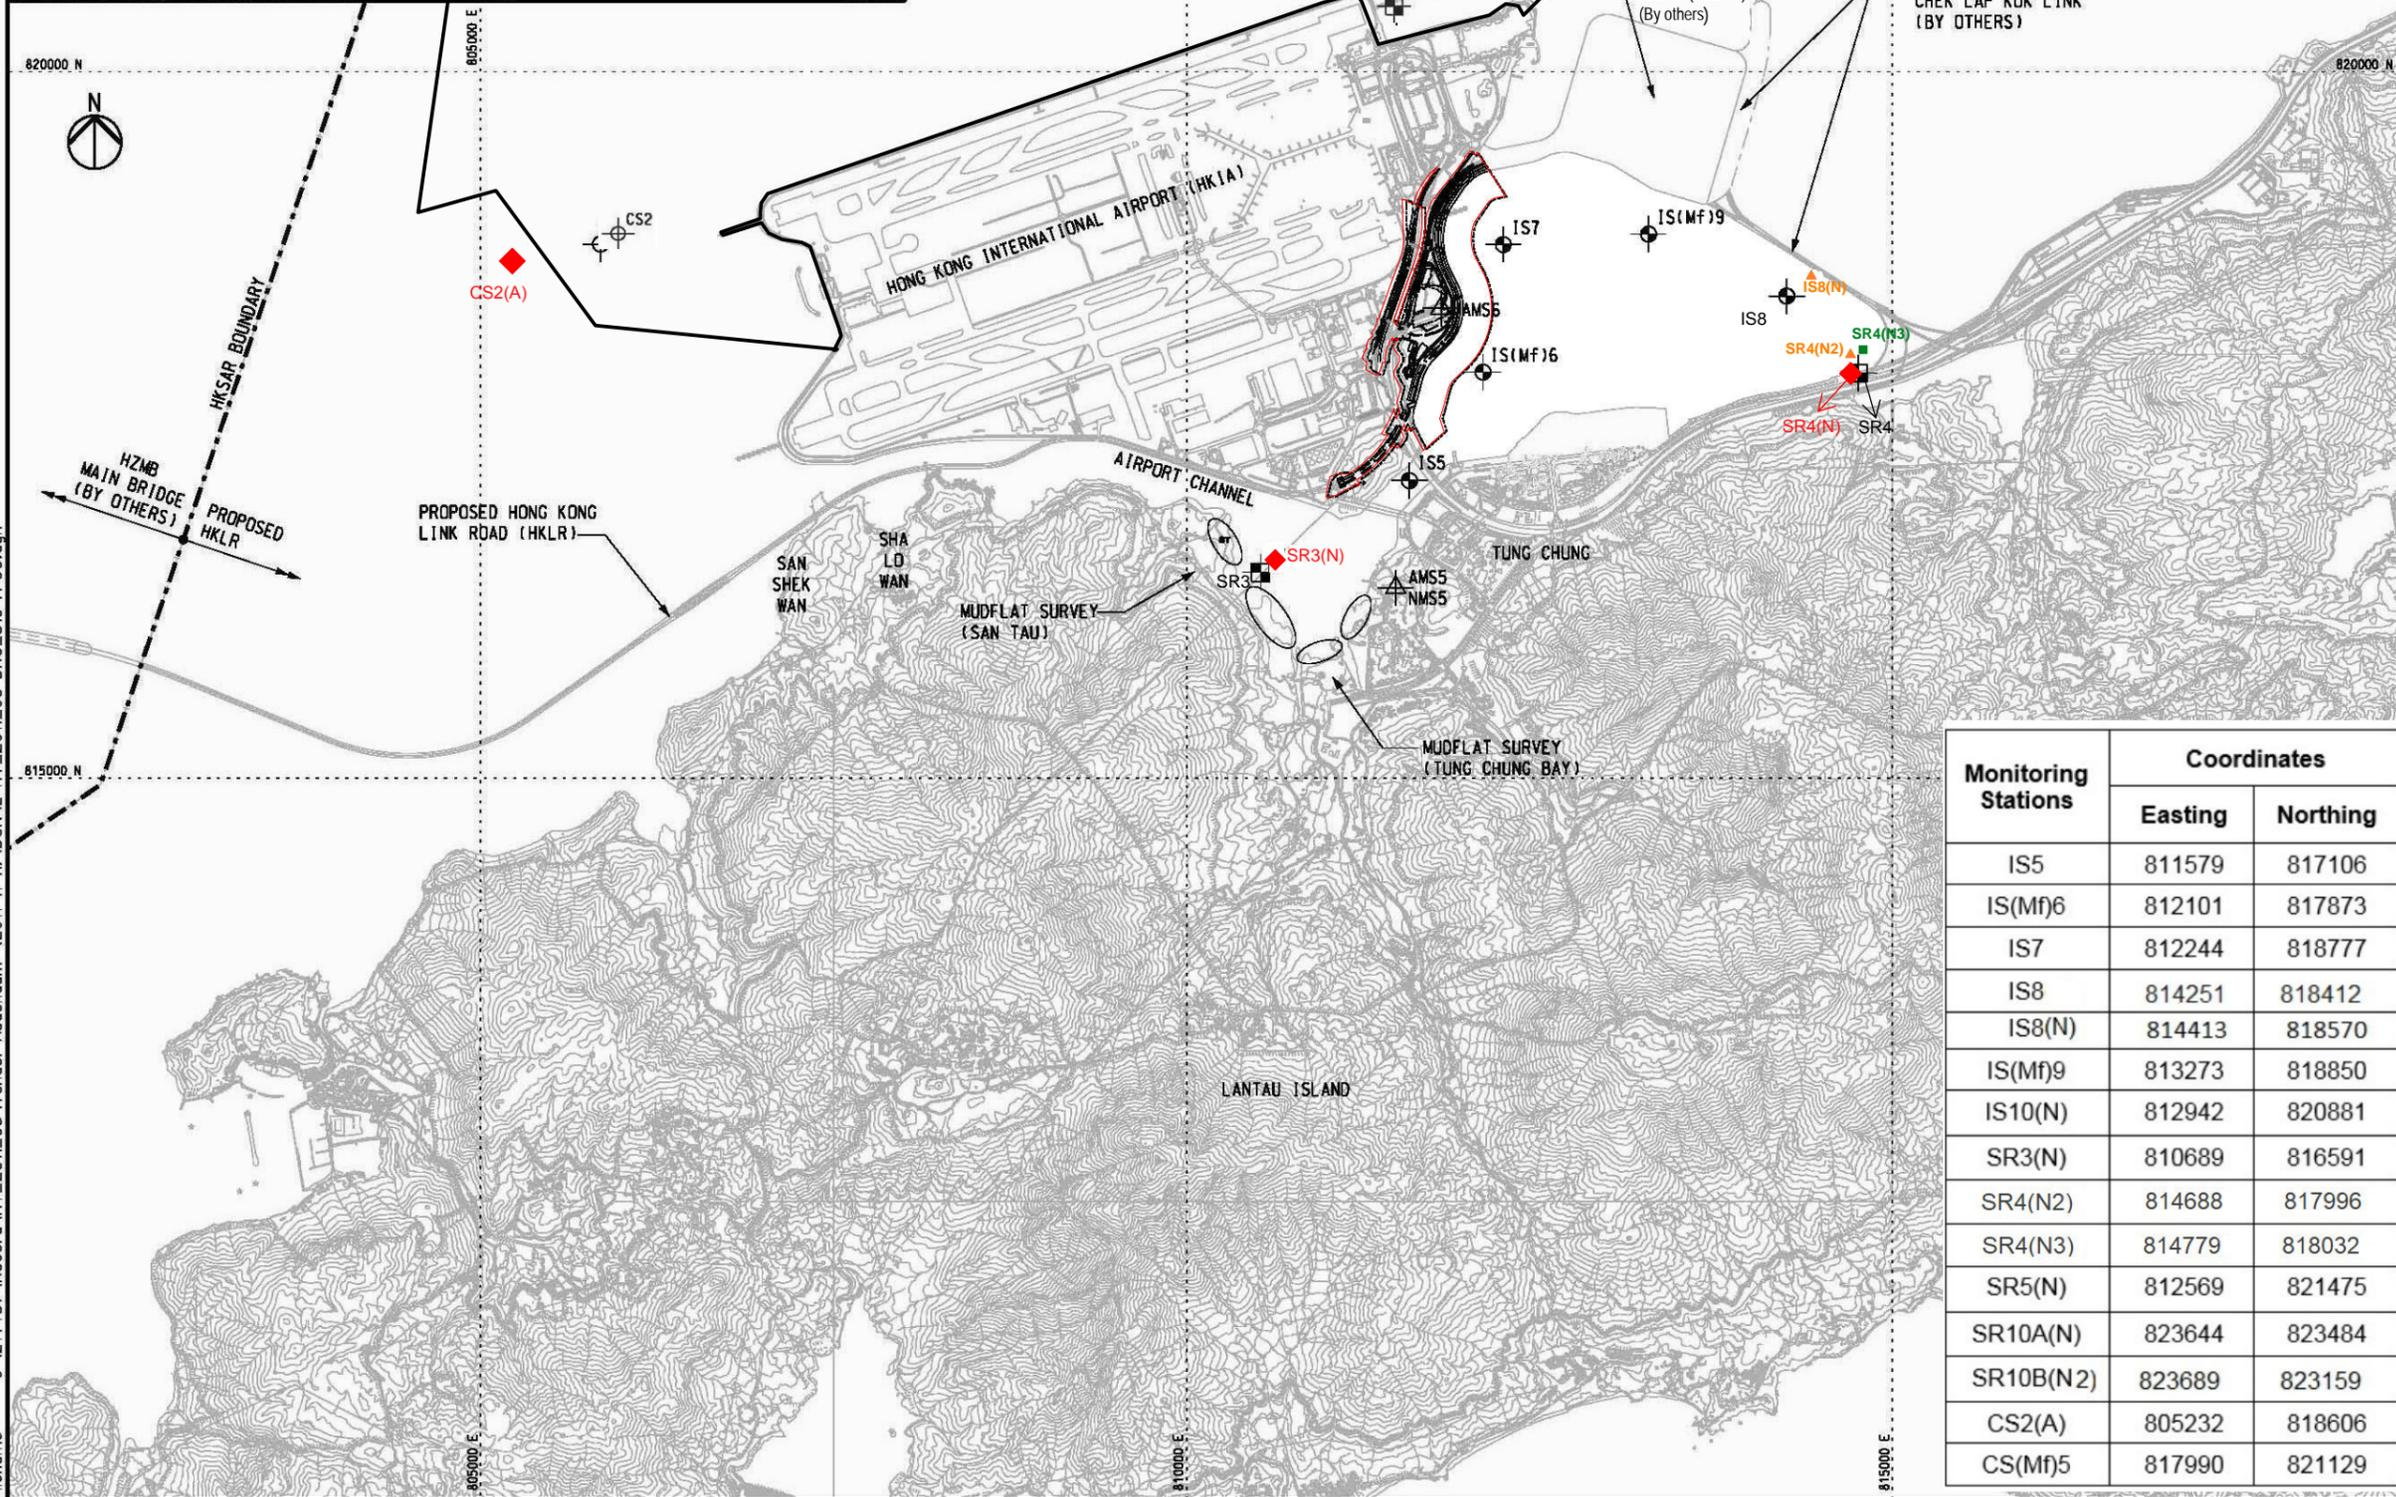 805000 E
(By others)
CHEK LAP KOK LINK
(BY OTHERS)
820000 N
820000 N
N
CS2
CS2(A)
HKSAR BOUNDARY
HONG KONG INTERNATIONAL AIRPORT (HKIA)
IS7
IS(Mf)9
IS8(N)
IS8
AMS6
IS(Mf)6
SR4(N3)
SR4(N2)
SR4(N)
SR4
HZMB
MAIN BRIDGE
(BY OTHERS)
PROPOSED
HKLR
PROPOSED HONG KONG
LINK ROAD (HKLR)
AIRPORT CHANNEL
IS5
SAN
SHEK
WAN
SHA
LO
WAN
ST
SR3(N)
SR3
TUNG CHUNG
AMS5
NMS5
MUDFLAT SURVEY
(SAN TAU)
MUDFLAT SURVEY
(TUNG CHUNG BAY)
815000 N
LANTAU ISLAND
805000 E
810000 E
815000 E
Monitoring Stations Coordinates
Easting Northing
IS5 811579 817106
IS(Mf)6 812101 817873
IS7 812244 818777
IS8 814251 818412
IS8(N) 814413 818570
IS(Mf)9 813273 818850
IS10(N) 812942 820881
SR3(N) 810689 816591
SR4(N2) 814688 817996
SR4(N3) 814779 818032
SR5(N) 812569 821475
SR10A(N) 823644 823484
SR10B(N2) 823689 823159
CS2(A) 805232 818606
CS(Mf)5 817990 821129